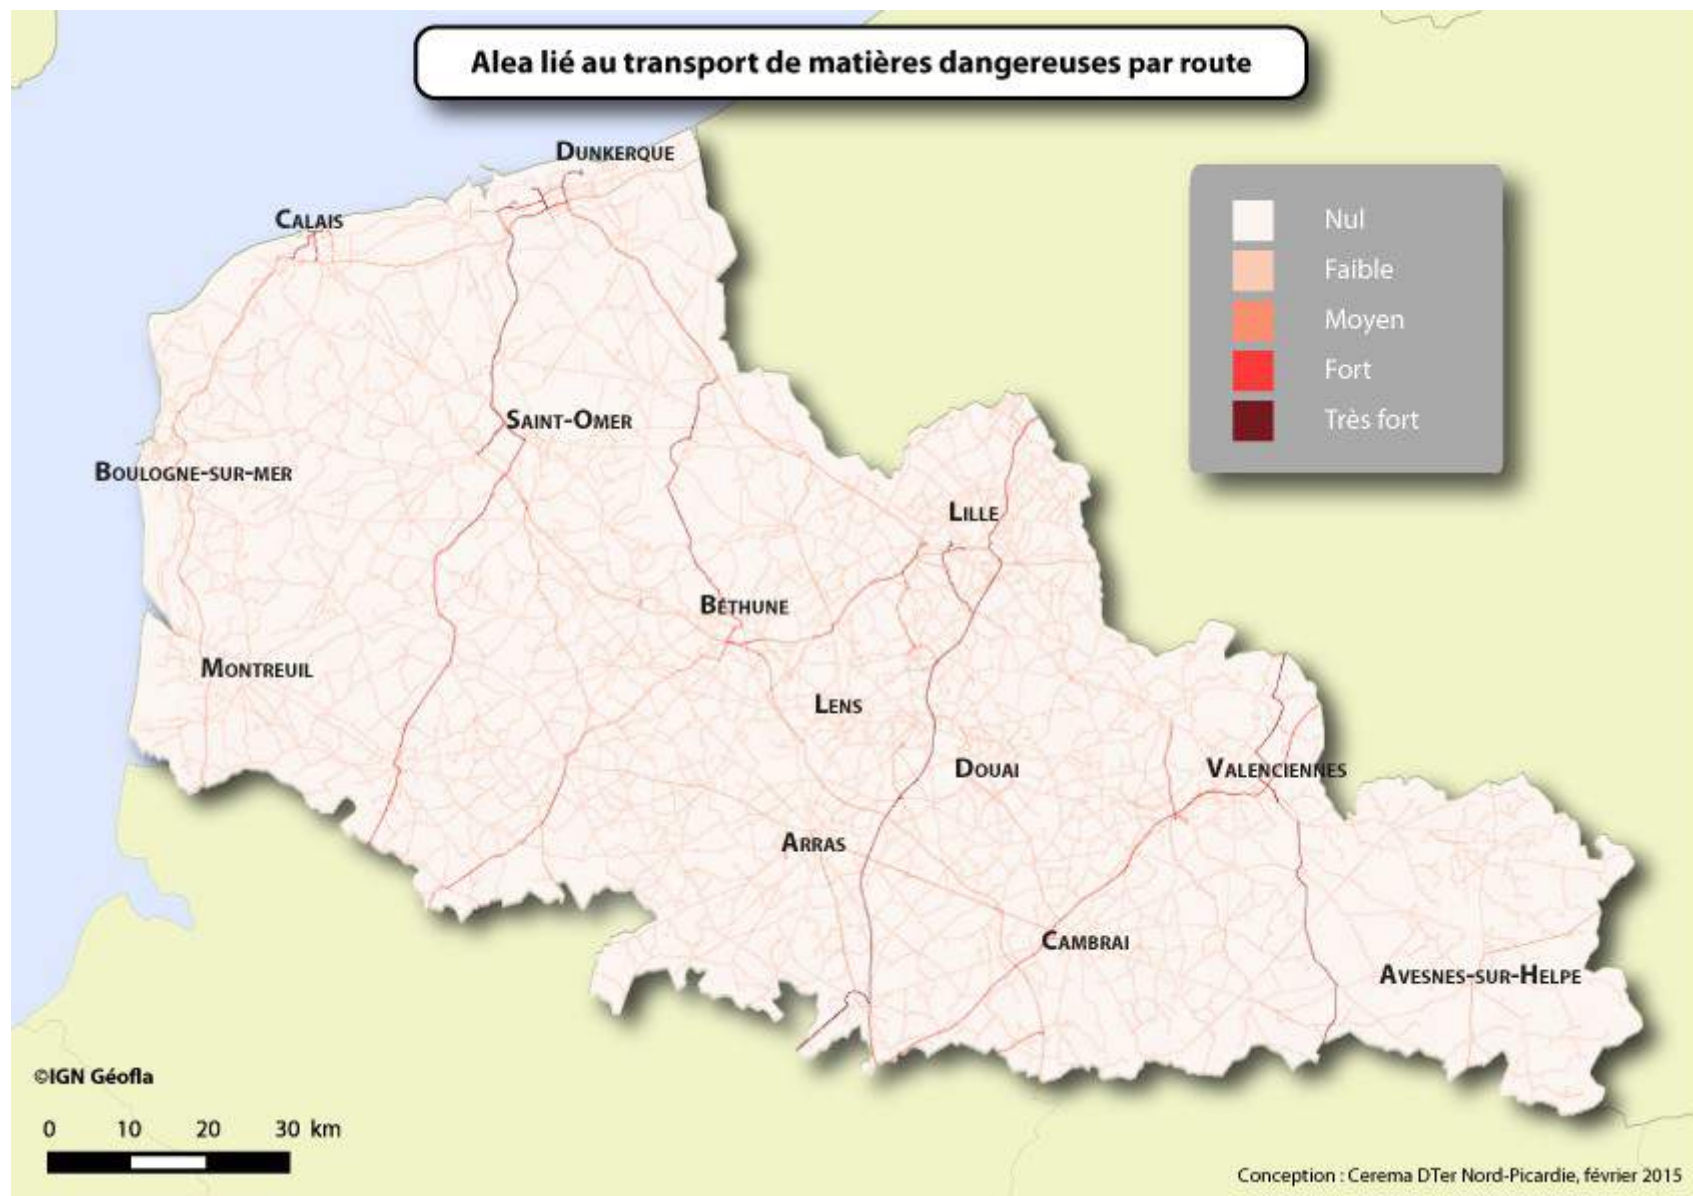 Alea lié au transport de matières dangereuses par route
DUNKERQUE
CALAIS
Nul
Faible
Moyen
Fort
Très fort
SAINT-OMER
BOULOGNE-SUR-MER
LILLE
BÉTHUNE
MONTREUIL
LENS
DOUAI
VALENCIENNES
ARRAS
CAMBRAI
AVESNES-SUR-HELPE
©IGN Géofla
0 10 20 30 km
Conception : Cerema DTer Nord-Picardie, février 2015